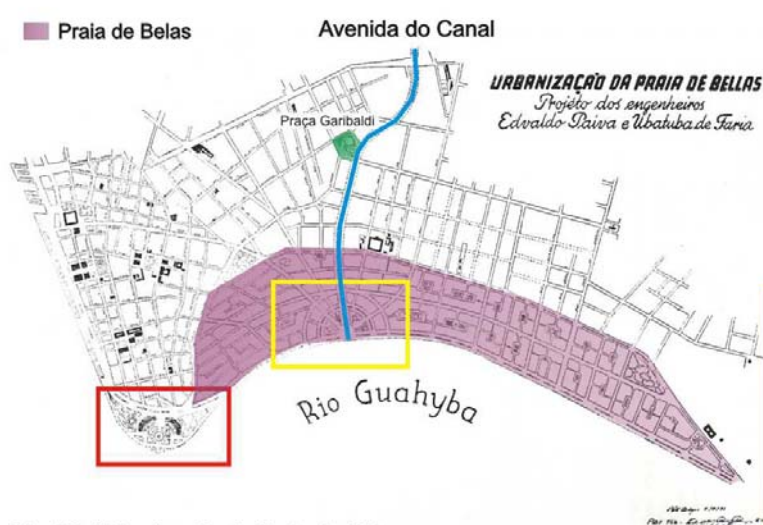 Praia de Belas
Avenida do Canal
URBANIZAÇÃO DA PRAIA DE BELLAS
Projéto dos engenheiros
Edvaldo Paiva e Ubatuba de Faria
Praça Garibaldi
Rio Guahyba